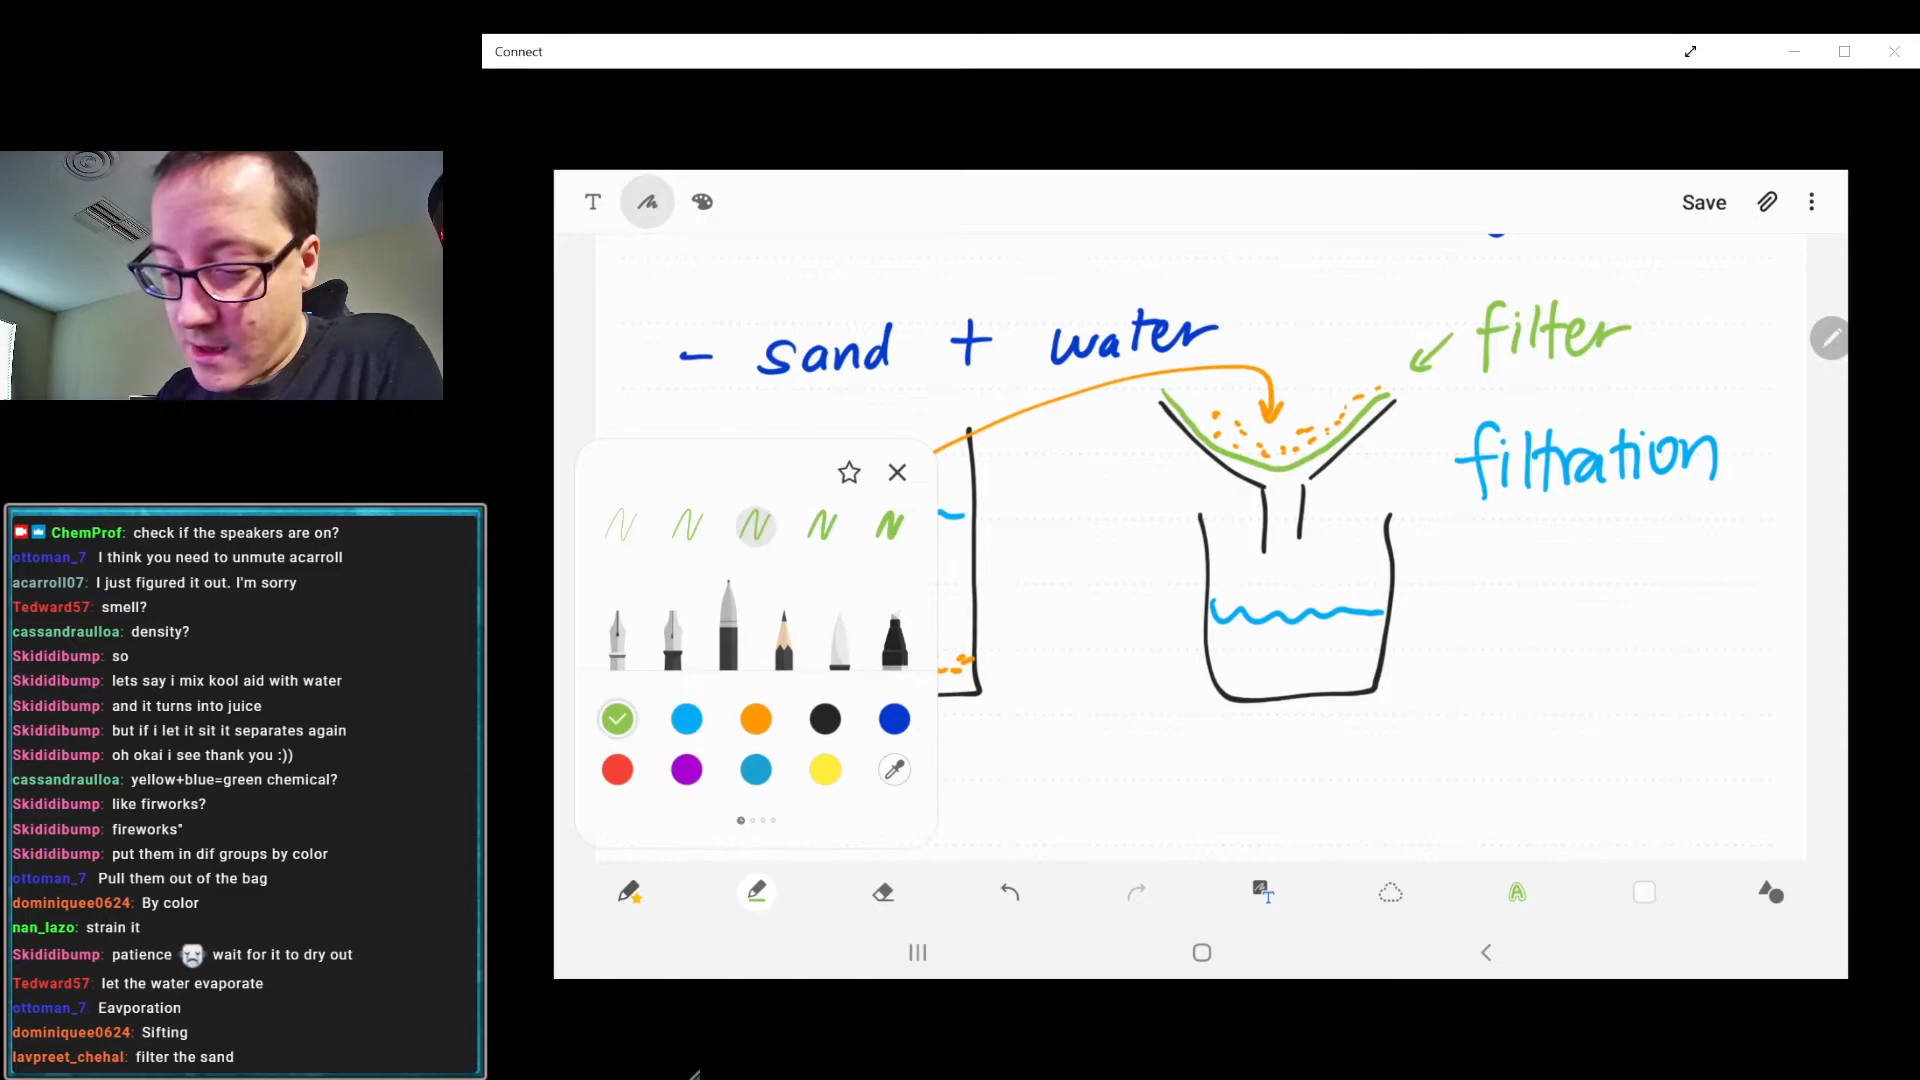 Connect
Save
- sand + water
filter
filtration
ChemProf: check if the speakers are on?
ottoman_7 I think you need to unmute acarroll
acarroll07: I just figured it out. I'm sorry
Tedward57: smell?
cassandraulloa: density?
Skididibump: so
Skididibump: lets say i mix kool aid with water
Skididibump: and it turns into juice
Skididibump: but if i let it sit it separates again
Skididibump: oh okai i see thank you :))
cassandraulloa: yellow+blue=green chemical?
Skididibump: like firworks?
Skididibump: fireworks"
Skididibump: put them in dif groups by color
ottoman_7 Pull them out of the bag
dominiquee0624: By color
nan_lazo: strain it
Skididibump: patience wait for it to dry out
Tedward57: let the water evaporate
ottoman_7: Eavporation
dominiquee0624: Sifting
lavpreet_chehal: filter the sand